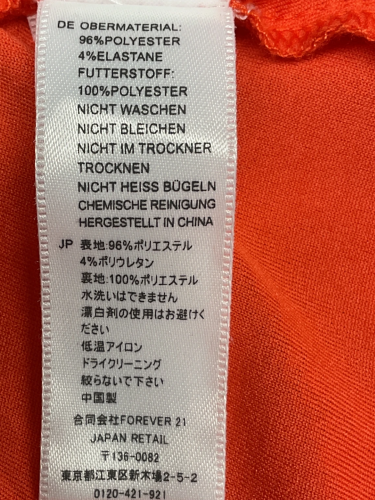 DE OBERMATERIAL:
96%POLYESTER
4%ELASTANE
FUTTERSTOFF:
100%POLYESTER
NICHT WASCHEN
NICHT BLEICHEN
NICHT IM TROCKNER
TROCKNEN
NICHT HEISS BÜGELN
CHEMISCHE REINIGUNG
HERGESTELLT IN CHINA
JP 表地:96%ポリエステル
4%ポリウレタン
裏地:100%ポリエステル
水洗いはできません
漂白剤の使用はお避けく
ださい
低温アイロン
ドライクリーニング
絞らないで下さい
中国製
合同会社FOREVER 21
JAPAN RETAIL
〒136-0082
東京都江東区新木場2-5-2
0120-421-921